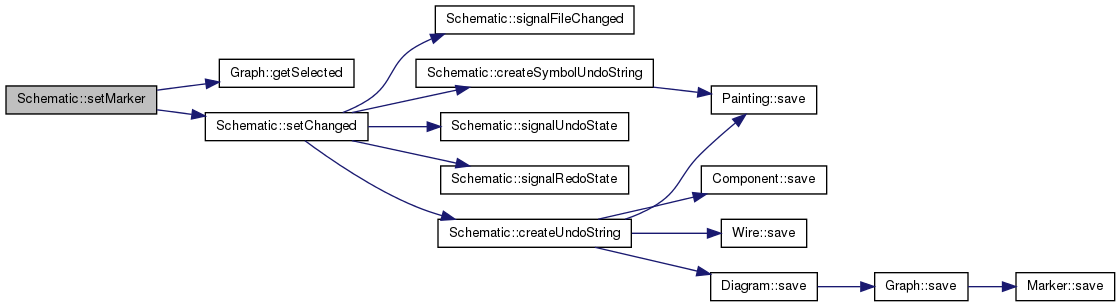 Schematic::signalFileChanged
Graph::getSelected
Schematic::createSymbolUndoString
Schematic::setMarker
Painting::save
Schematic::setChanged
Schematic::signalUndoState
Schematic::signalRedoState
Component::save
Schematic::createUndoString
Wire::save
Diagram::save
Graph::save
Marker::save